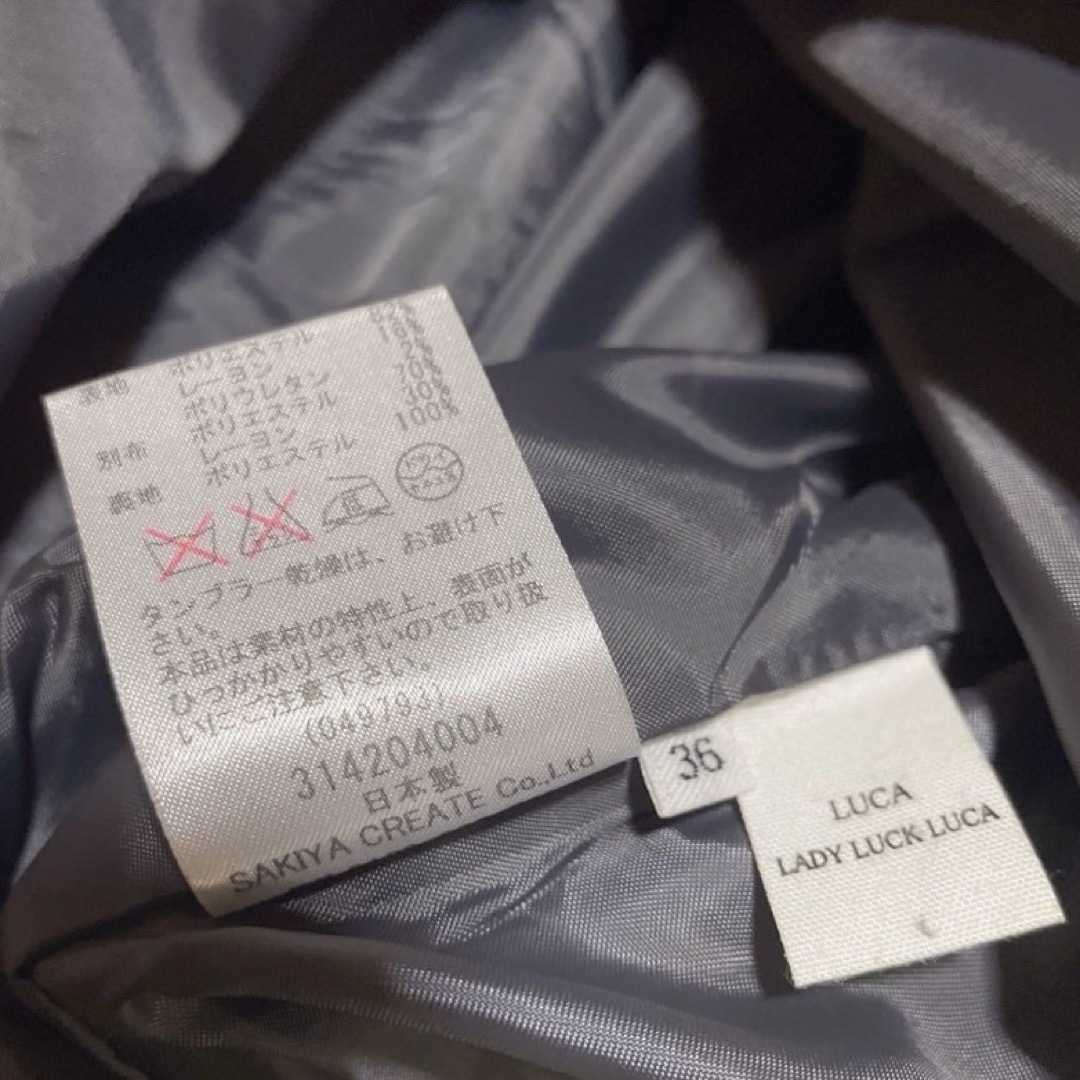 表地 ポリエステル
レーヨン
ポリウレタン 70%
別布 ポリエステル 30%
レーヨン 100%
裏地 ポリエステル
ドライ
タンブラー乾燥は、お避け下
さい。
本品は素材の特性上、表面が
ひっかかりやすいので取り扱
いにご注意下さい。
(049793)
314204004
日本製
SAKIYA CREATE Co.,Ltd
36
LUCA
LADY LUCK LUCA